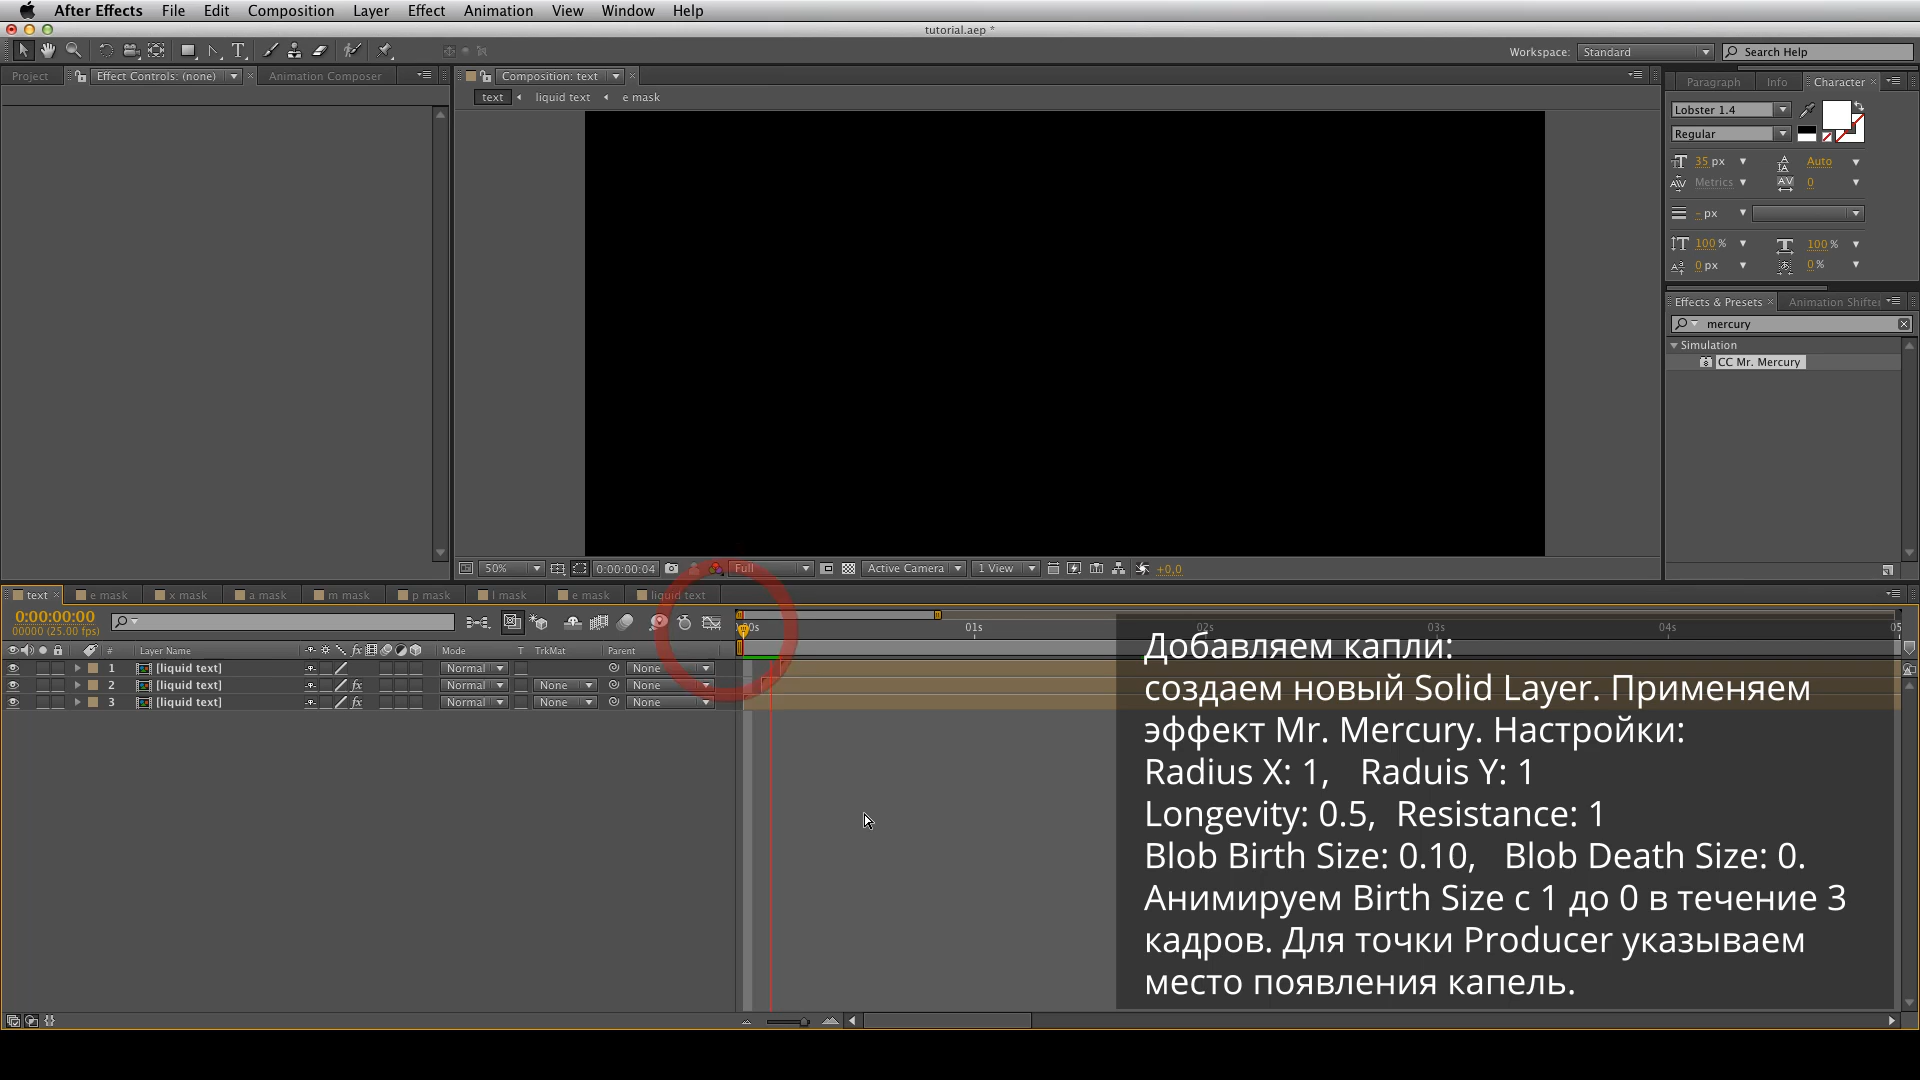 After Effects File Edit Composition Layer Effect Animation View Window Help
tutorial.aep *
Workspace: Standard Search Help
Project Effect Controls: (none) Animation Composer Composition: text Paragraph Info Character
text liquid text e mask
Lobster 1.4
Regular
35 px Auto
Metrics 0
- px
100 % 100 %
0 px 0 %
Effects & Presets Animation Shifter
mercury
Simulation
CC Mr. Mercury
50% 0:00:00:04 Full Active Camera 1 View +0,0
text e mask x mask a mask m mask p mask l mask e mask liquid text
0:00:00:00
00000 (25.00 fps)
:00s 01s 02s 03s 04s 05
# Layer Name Mode T TrkMat Parent
1 [liquid text] Normal None
2 [liquid text] Normal None None
3 [liquid text] Normal None None
Добавляем капли:
создаем новый Solid Layer. Применяем
эффект Mr. Mercury. Настройки:
Radius X: 1, Raduis Y: 1
Longevity: 0.5, Resistance: 1
Blob Birth Size: 0.10, Blob Death Size: 0.
Анимируем Birth Size с 1 до 0 в течение 3
кадров. Для точки Producer указываем
место появления капель.